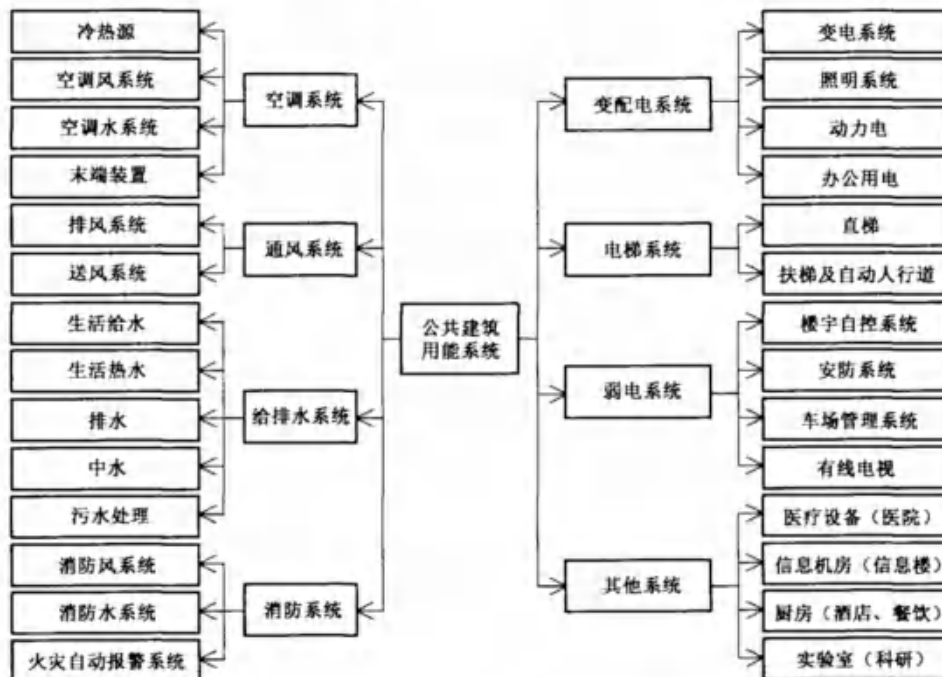 冷热源
空调风系统
空调水系统
末端装置
空调系统
排风系统
送风系统
通风系统
生活给水
生活热水
排水
中水
污水处理
给排水系统
消防风系统
消防水系统
火灾自动报警系统
消防系统
公共建筑
用能系统
变配电系统
变电系统
照明系统
动力电
办公用电
电梯系统
直梯
扶梯及自动人行道
弱电系统
楼宇自控系统
安防系统
车场管理系统
有线电视
其他系统
医疗设备（医院）
信息机房（信息楼）
厨房（酒店、餐饮）
实验室（科研）